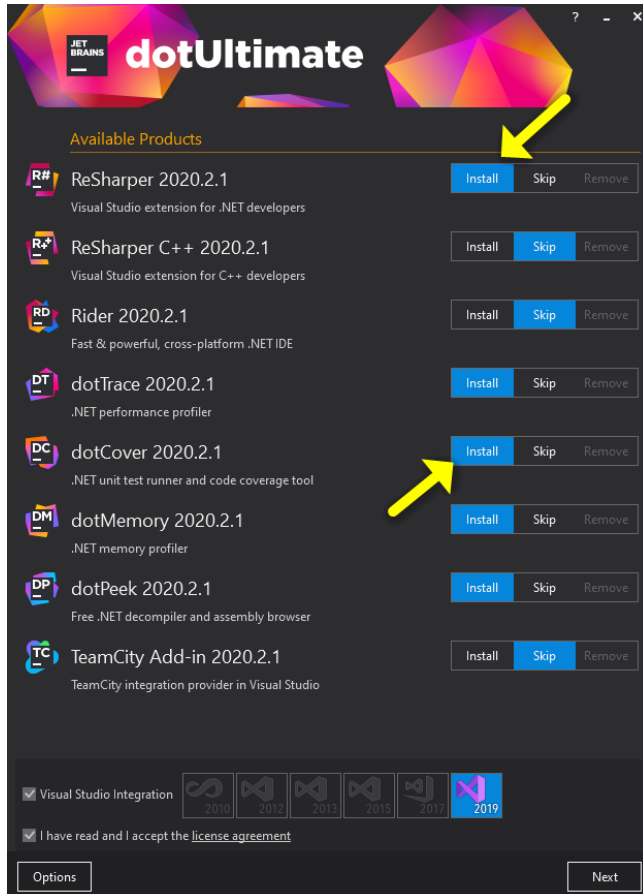 ? – ×
JET
BRAINS
dotUltimate
Available Products
R#
ReSharper 2020.2.1
Install Skip Remove
Visual Studio extension for .NET developers
R++
ReSharper C++ 2020.2.1
Install Skip Remove
Visual Studio extension for C++ developers
RD
Rider 2020.2.1
Install Skip Remove
Fast & powerful, cross-platform .NET IDE
DT
dotTrace 2020.2.1
Install Skip Remove
.NET performance profiler
DC
dotCover 2020.2.1
Install Skip Remove
.NET unit test runner and code coverage tool
DM
dotMemory 2020.2.1
Install Skip Remove
.NET memory profiler
DP
dotPeek 2020.2.1
Install Skip Remove
Free .NET decompiler and assembly browser
TC
TeamCity Add-in 2020.2.1
Install Skip Remove
TeamCity integration provider in Visual Studio
Visual Studio Integration 2010 2012 2013 2015 2017 2019
I have read and I accept the license agreement
Options Next